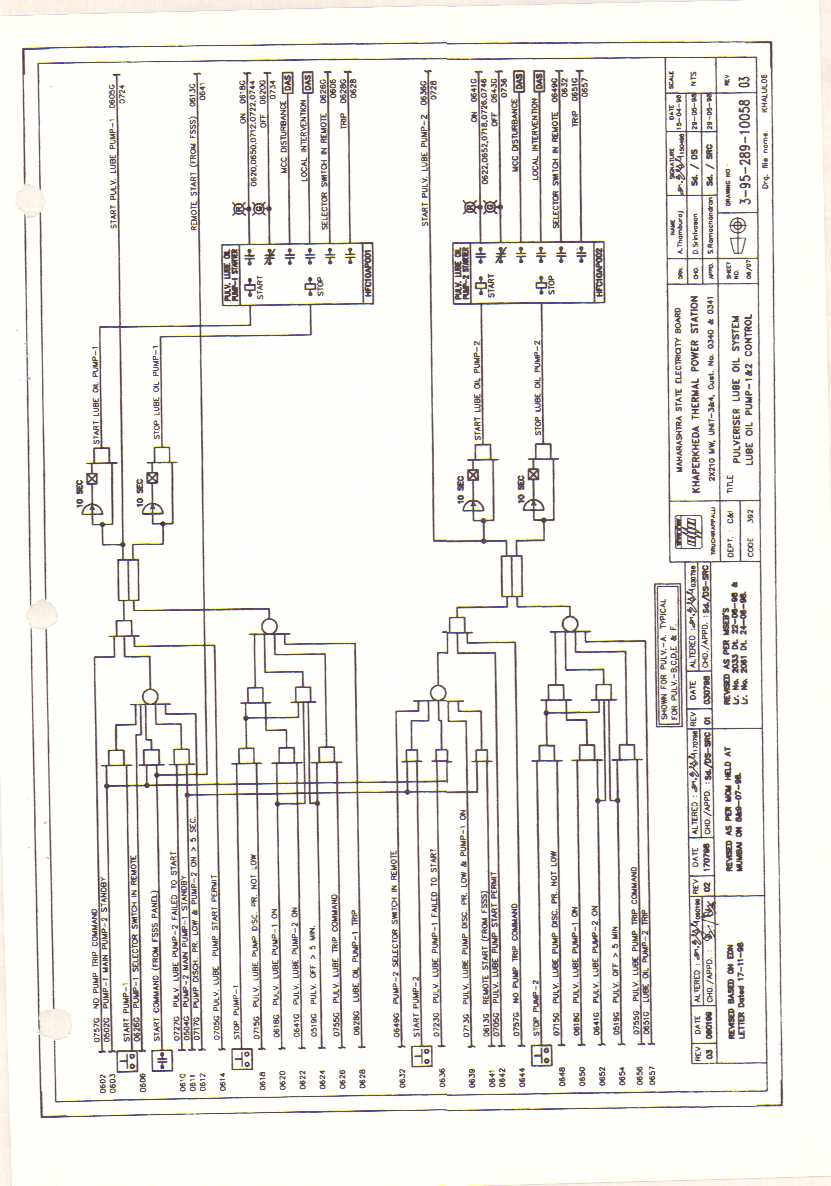 0602 0757G NO PUMP TRIP COMMAND
0603 0502G PUMP-1 MAIN PUMP-2 STANDBY
START PUMP-1
0606 0626G PUMP-1 SELECTOR SWITCH IN REMOTE
START COMMAND (FROM FSSS PANEL)
0610 0727G PULV. LUBE PUMP-2 FAILED TO START
0611 0504G PUMP-2 MAIN PUMP-1 STANDBY
0612 0717G PUMP DISCH. PR. LOW & PUMP-2 ON > 5 SEC.
0614 0705G PULV. LUBE PUMP START PERMIT
STOP PUMP-1
0618 0715G PULV. LUBE PUMP DISC. PR. NOT LOW
0620 0618G PULV. LUBE PUMP-1 ON
0622 0641G PULV. LUBE PUMP-2 ON
0624 0519G PULV. OFF > 5 MIN.
0626 0755G PULV. LUBE TRIP COMMAND
0628 0628G LUBE OIL PUMP-1 TRIP
0632 0649G PUMP-2 SELECTOR SWITCH IN REMOTE
START PUMP-2
0636 0723G PULV. LUBE PUMP-1 FAILED TO START
0639 0713G PULV. LUBE PUMP DISC. PR. LOW & PUMP-1 ON
0641 0613G REMOTE START (FROM FSSS)
0642 0705G PULV. LUBE PUMP START PERMIT
0644 0757G NO PUMP TRIP COMMAND
STOP PUMP-2
0648 0715G PULV. LUBE PUMP DISC. PR. NOT LOW
0650 0618G PULV. LUBE PUMP-1 ON
0652 0641G PULV. LUBE PUMP-2 ON
0654 0519G PULV. OFF > 5 MIN
0656 0755G PULV. LUBE PUMP TRIP COMMAND
0657 0651G LUBE OIL PUMP-2 TRIP
10 SEC
START LUBE OIL PUMP-1
10 SEC
STOP LUBE OIL PUMP-1
10 SEC
START LUBE OIL PUMP-2
10 SEC
STOP LUBE OIL PUMP-2
PULV. LUBE OIL
PUMP-1 STARTER
START
STOP
HFC10AP001
PULV. LUBE OIL
PUMP-2 STARTER
START
STOP
HFC10AP002
START PULV. LUBE PUMP-1 0605G
0724
REMOTE START (FROM FSSS) 0613G
0641
R ON 0618G
0620,0650,0712,0722,0744
G OFF 0620G
0734
MCC DISTURBANCE DAS
LOCAL INTERVENTION DAS
SELECTOR SWITCH IN REMOTE 0626G
0606
TRIP 0628G
0628
START PULV. LUBE PUMP-2 0636G
0728
R ON 0641G
0622,0652,0718,0726,0746
G OFF 0643G
0736
MCC DISTURBANCE DAS
LOCAL INTERVENTION DAS
SELECTOR SWITCH IN REMOTE 0649G
0632
TRIP 0651G
0657
SHOWN FOR PULV.-A. TYPICAL
FOR PULV.-B,C,D,E & F.
REV 03 DATE 080199 ALTERED :
CHD./APPD. :
REVISED BASED ON EDN
LETTER Dated 17-11-98
REV 02 DATE 170798 ALTERED : 170798
CHD./APPD. : Sd./DS-SRC
REVISED AS PER MOM HELD AT
MUMBAI ON 8&9-07-98.
REV 01 DATE 030798 ALTERED : 030798
CHD./APPD. : Sd./DS-SRC
REVISED AS PER MSEB'S
Lr. No. 2033 Dt. 22-06-98 &
Lr. No. 2081 Dt. 24-06-98.
TIRUCHIRAPPALLI
DEPT. C&I
CODE 392
MAHARASHTRA STATE ELECTRICITY BOARD
KHAPERKHEDA THERMAL POWER STATION
2X210 MW, UNIT-3&4, Cust. No. 0340 & 0341
TITLE PULVERISER LUBE OIL SYSTEM
LUBE OIL PUMP-1&2 CONTROL
NAME SIGNATURE DATE SCALE
DRN. A.Thamburaj 150498 15-04-98 NTS
CHD. D.Srinivasan Sd. / DS 29-05-98
APPD. S.Ramachandran Sd. / SRC 29-05-98
SHEET NO. 06/07
DRAWING NO
3-95-289-10058
REV 03
Drg. file name. KHALUL06